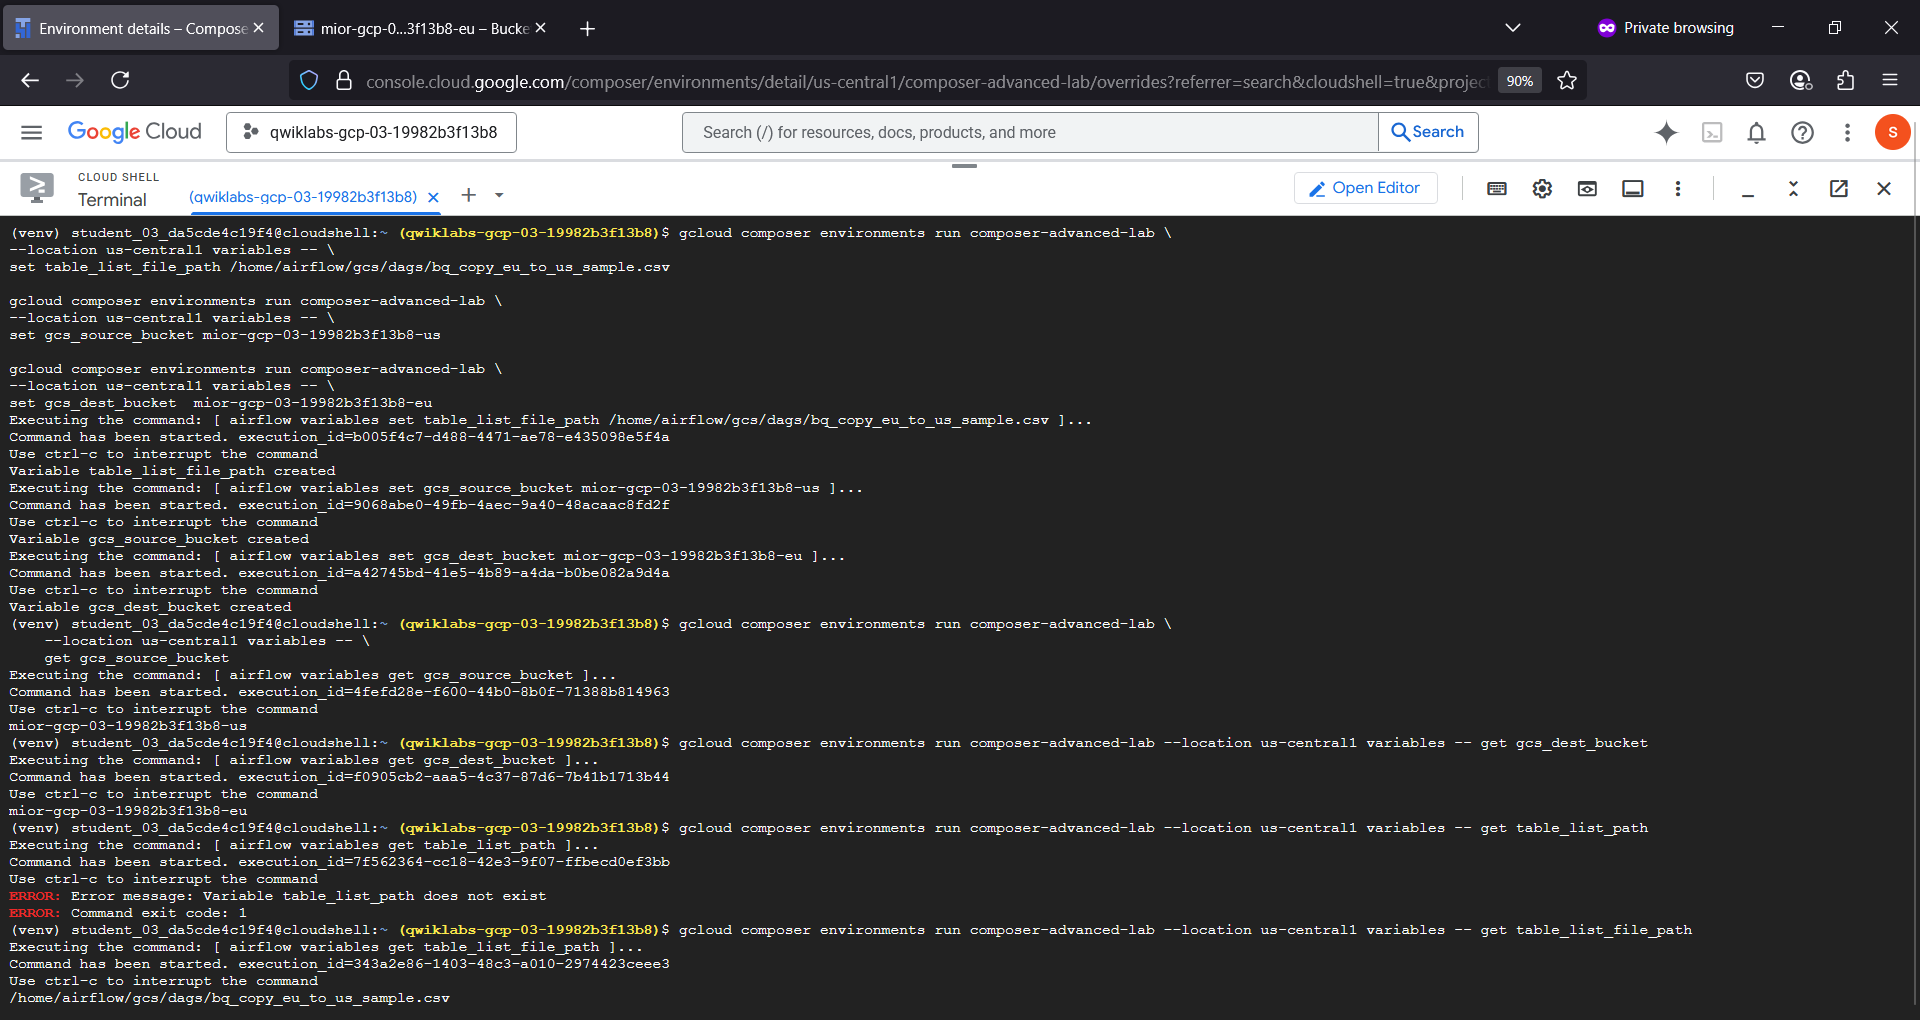 Environment details – Compose
mior-gcp-0...3f13b8-eu – Bucke
Private browsing
console.cloud.google.com/composer/environments/detail/us-central1/composer-advanced-lab/overrides?referrer=search&cloudshell=true&projec
90%
Google Cloud
qwiklabs-gcp-03-19982b3f13b8
Search (/) for resources, docs, products, and more
Search
S
CLOUD SHELL
Terminal
(qwiklabs-gcp-03-19982b3f13b8)
Open Editor
(venv) student_03_da5cde4c19f4@cloudshell:~ (qwiklabs-gcp-03-19982b3f13b8)$ gcloud composer environments run composer-advanced-lab \
--location us-central1 variables -- \
set table_list_file_path /home/airflow/gcs/dags/bq_copy_eu_to_us_sample.csv
gcloud composer environments run composer-advanced-lab \
--location us-central1 variables -- \
set gcs_source_bucket mior-gcp-03-19982b3f13b8-us
gcloud composer environments run composer-advanced-lab \
--location us-central1 variables -- \
set gcs_dest_bucket  mior-gcp-03-19982b3f13b8-eu
Executing the command: [ airflow variables set table_list_file_path /home/airflow/gcs/dags/bq_copy_eu_to_us_sample.csv ]...
Command has been started. execution_id=b005f4c7-d488-4471-ae78-e435098e5f4a
Use ctrl-c to interrupt the command
Variable table_list_file_path created
Executing the command: [ airflow variables set gcs_source_bucket mior-gcp-03-19982b3f13b8-us ]...
Command has been started. execution_id=9068abe0-49fb-4aec-9a40-48acaac8fd2f
Use ctrl-c to interrupt the command
Variable gcs_source_bucket created
Executing the command: [ airflow variables set gcs_dest_bucket mior-gcp-03-19982b3f13b8-eu ]...
Command has been started. execution_id=a42745bd-41e5-4b89-a4da-b0be082a9d4a
Use ctrl-c to interrupt the command
Variable gcs_dest_bucket created
(venv) student_03_da5cde4c19f4@cloudshell:~ (qwiklabs-gcp-03-19982b3f13b8)$ gcloud composer environments run composer-advanced-lab \
--location us-central1 variables -- \
get gcs_source_bucket
Executing the command: [ airflow variables get gcs_source_bucket ]...
Command has been started. execution_id=4fefd28e-f600-44b0-8b0f-71388b814963
Use ctrl-c to interrupt the command
mior-gcp-03-19982b3f13b8-us
(venv) student_03_da5cde4c19f4@cloudshell:~ (qwiklabs-gcp-03-19982b3f13b8)$ gcloud composer environments run composer-advanced-lab --location us-central1 variables -- get gcs_dest_bucket
Executing the command: [ airflow variables get gcs_dest_bucket ]...
Command has been started. execution_id=f0905cb2-aaa5-4c37-87d6-7b41b1713b44
Use ctrl-c to interrupt the command
mior-gcp-03-19982b3f13b8-eu
(venv) student_03_da5cde4c19f4@cloudshell:~ (qwiklabs-gcp-03-19982b3f13b8)$ gcloud composer environments run composer-advanced-lab --location us-central1 variables -- get table_list_path
Executing the command: [ airflow variables get table_list_path ]...
Command has been started. execution_id=7f562364-cc18-42e3-9f07-ffbecd0ef3bb
Use ctrl-c to interrupt the command
ERROR: Error message: Variable table_list_path does not exist
ERROR: Command exit code: 1
(venv) student_03_da5cde4c19f4@cloudshell:~ (qwiklabs-gcp-03-19982b3f13b8)$ gcloud composer environments run composer-advanced-lab --location us-central1 variables -- get table_list_file_path
Executing the command: [ airflow variables get table_list_file_path ]...
Command has been started. execution_id=343a2e86-1403-48c3-a010-2974423ceee3
Use ctrl-c to interrupt the command
/home/airflow/gcs/dags/bq_copy_eu_to_us_sample.csv